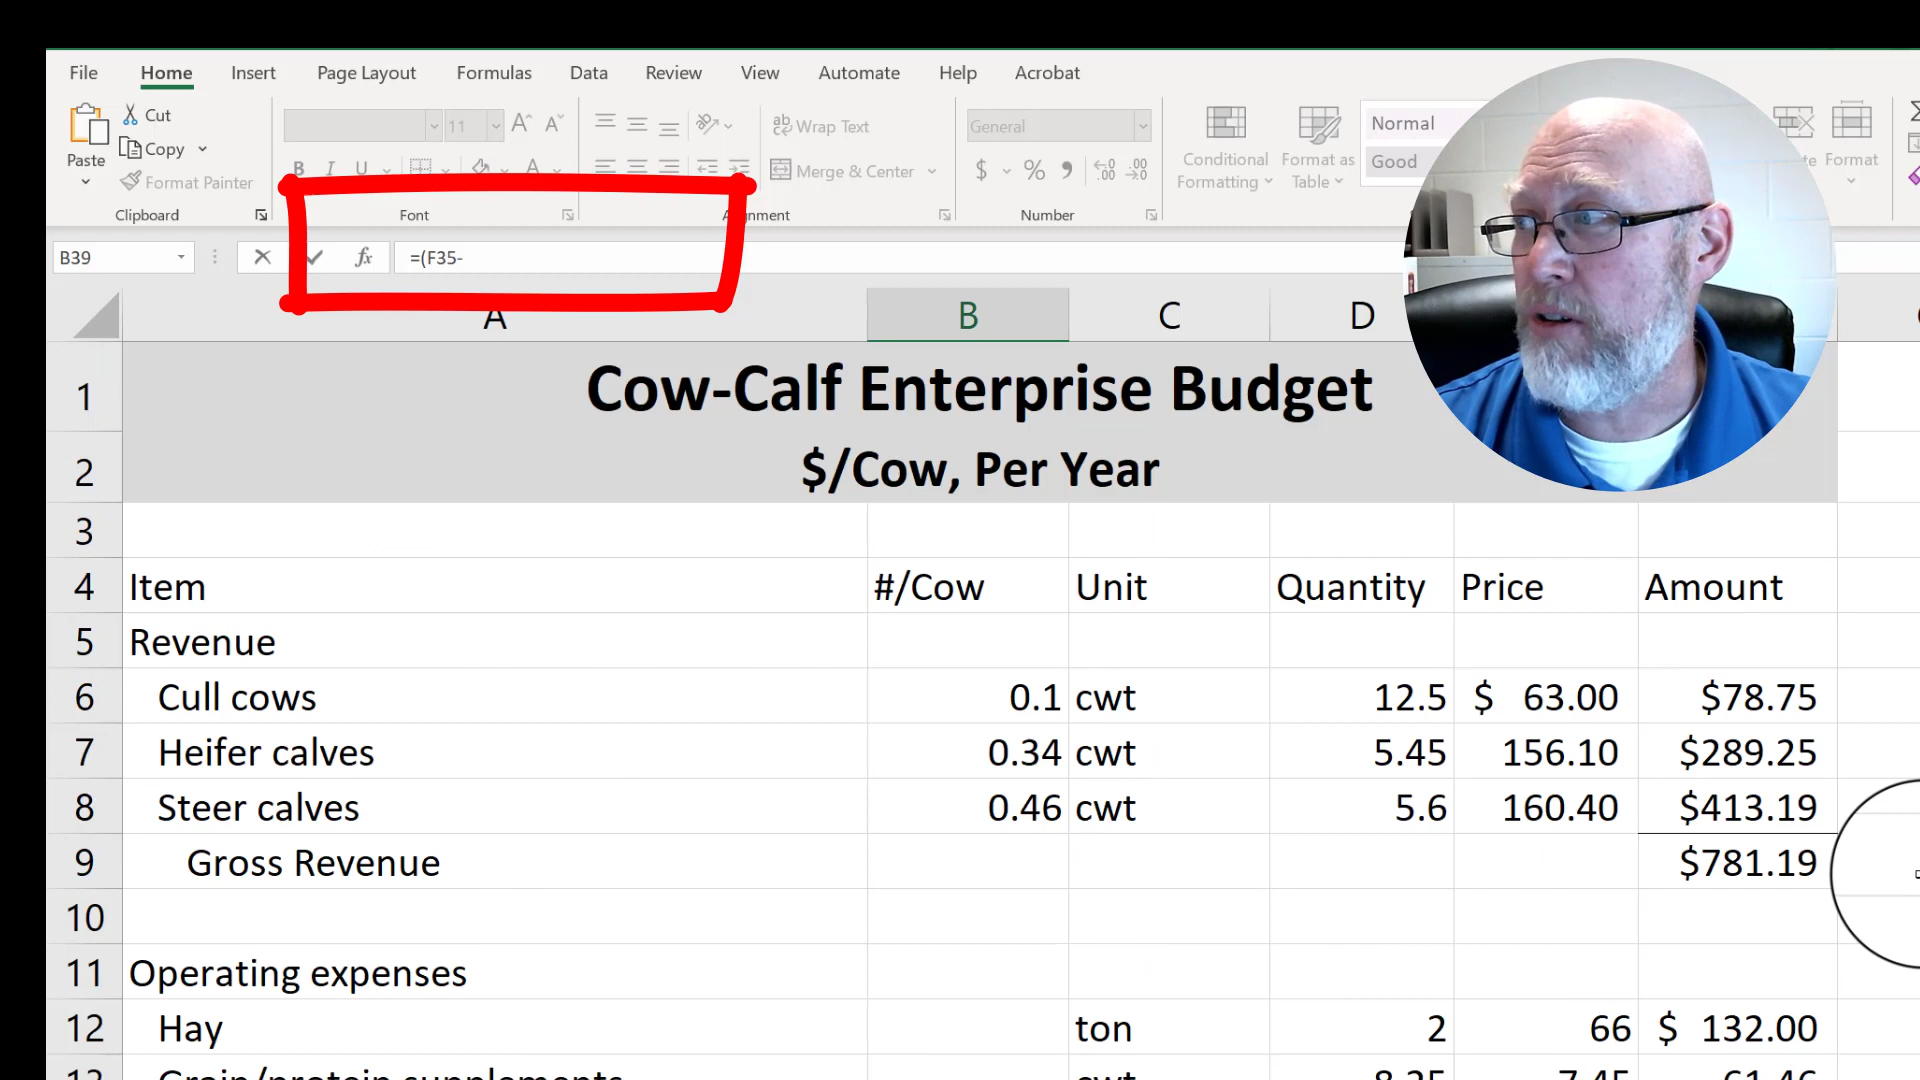 File Home Insert Page Layout Formulas Data Review View Automate Help Acrobat
Paste
Cut
Copy
Format Painter
Clipboard
11
B I U
Font
Wrap Text
Merge & Center
General
$ % ,
Number
Conditional Formatting
Format as Table
Normal
Good
Format
B39 fx =(F35-
A B C D
1 Cow-Calf Enterprise Budget
2 $/Cow, Per Year
3
4 Item #/Cow Unit Quantity Price Amount
5 Revenue
6 Cull cows 0.1 cwt 12.5 $ 63.00 $78.75
7 Heifer calves 0.34 cwt 5.45 156.10 $289.25
8 Steer calves 0.46 cwt 5.6 160.40 $413.19
9 Gross Revenue $781.19
10
11 Operating expenses
12 Hay ton 2 66 $ 132.00